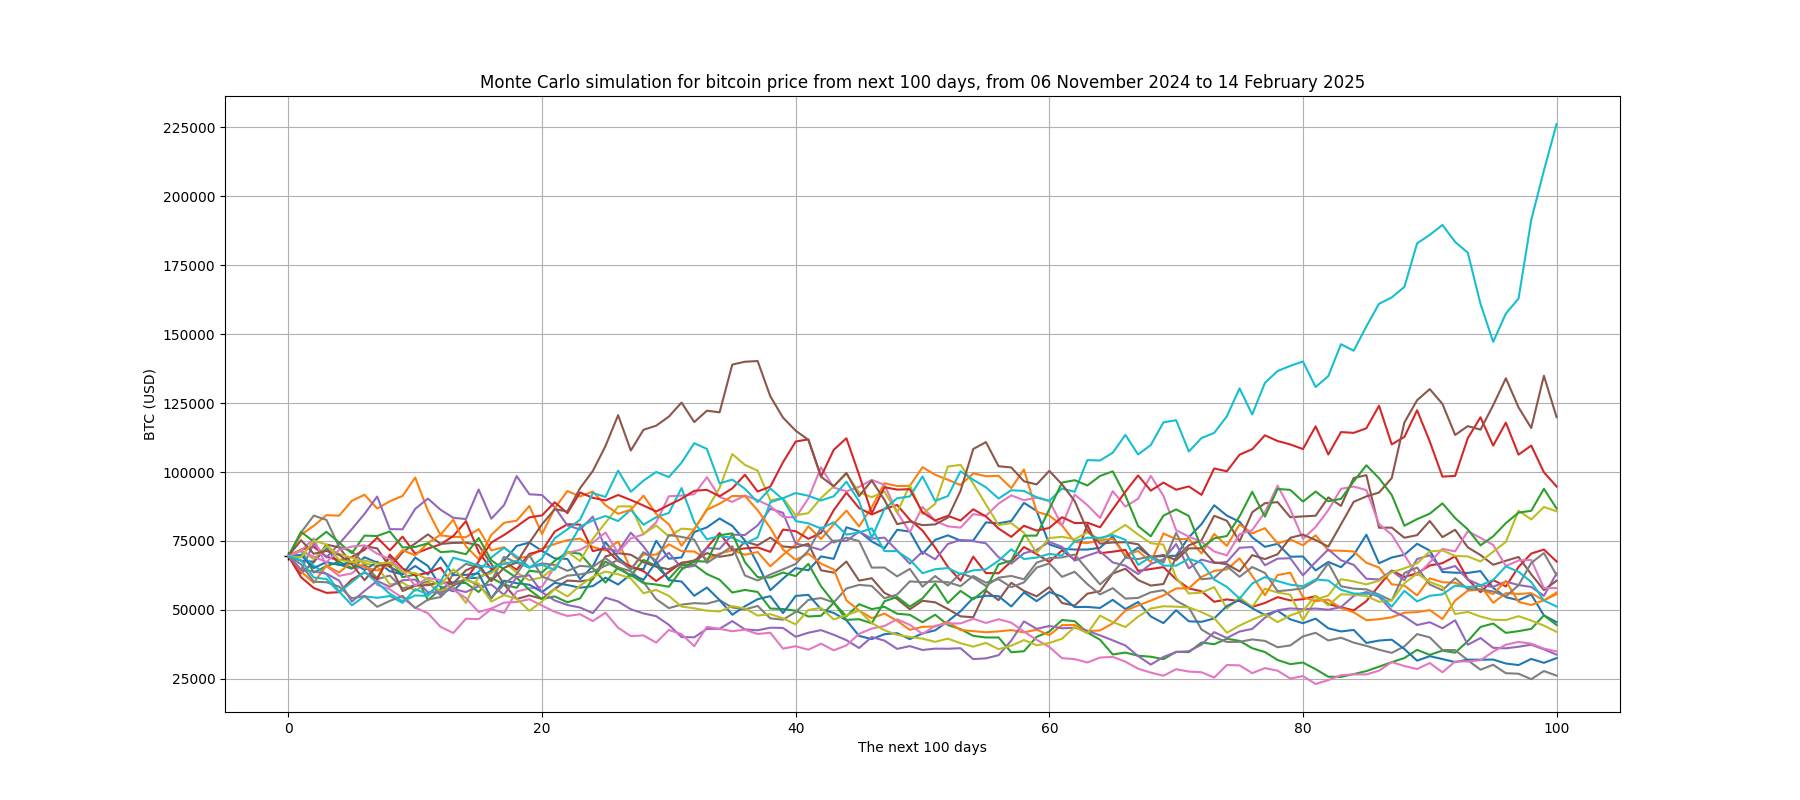 Monte Carlo simulation for bitcoin price from next 100 days, from 06 November 2024 to 14 February 2025
225000
200000
175000
150000
125000
100000
75000
50000
25000
BTC (USD)
0 20 40 60 80 100
The next 100 days